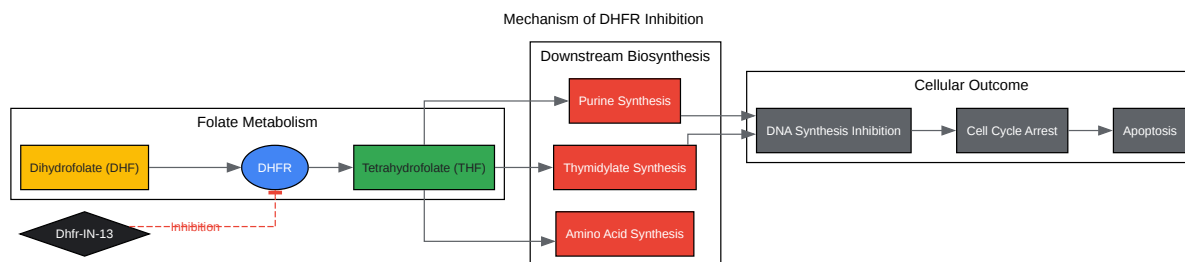 Mechanism of DHFR Inhibition
Folate Metabolism
Dihydrofolate (DHF)
DHFR
Tetrahydrofolate (THF)
Dhfr-IN-13
Inhibition
Downstream Biosynthesis
Purine Synthesis
Thymidylate Synthesis
Amino Acid Synthesis
Cellular Outcome
DNA Synthesis Inhibition
Cell Cycle Arrest
Apoptosis